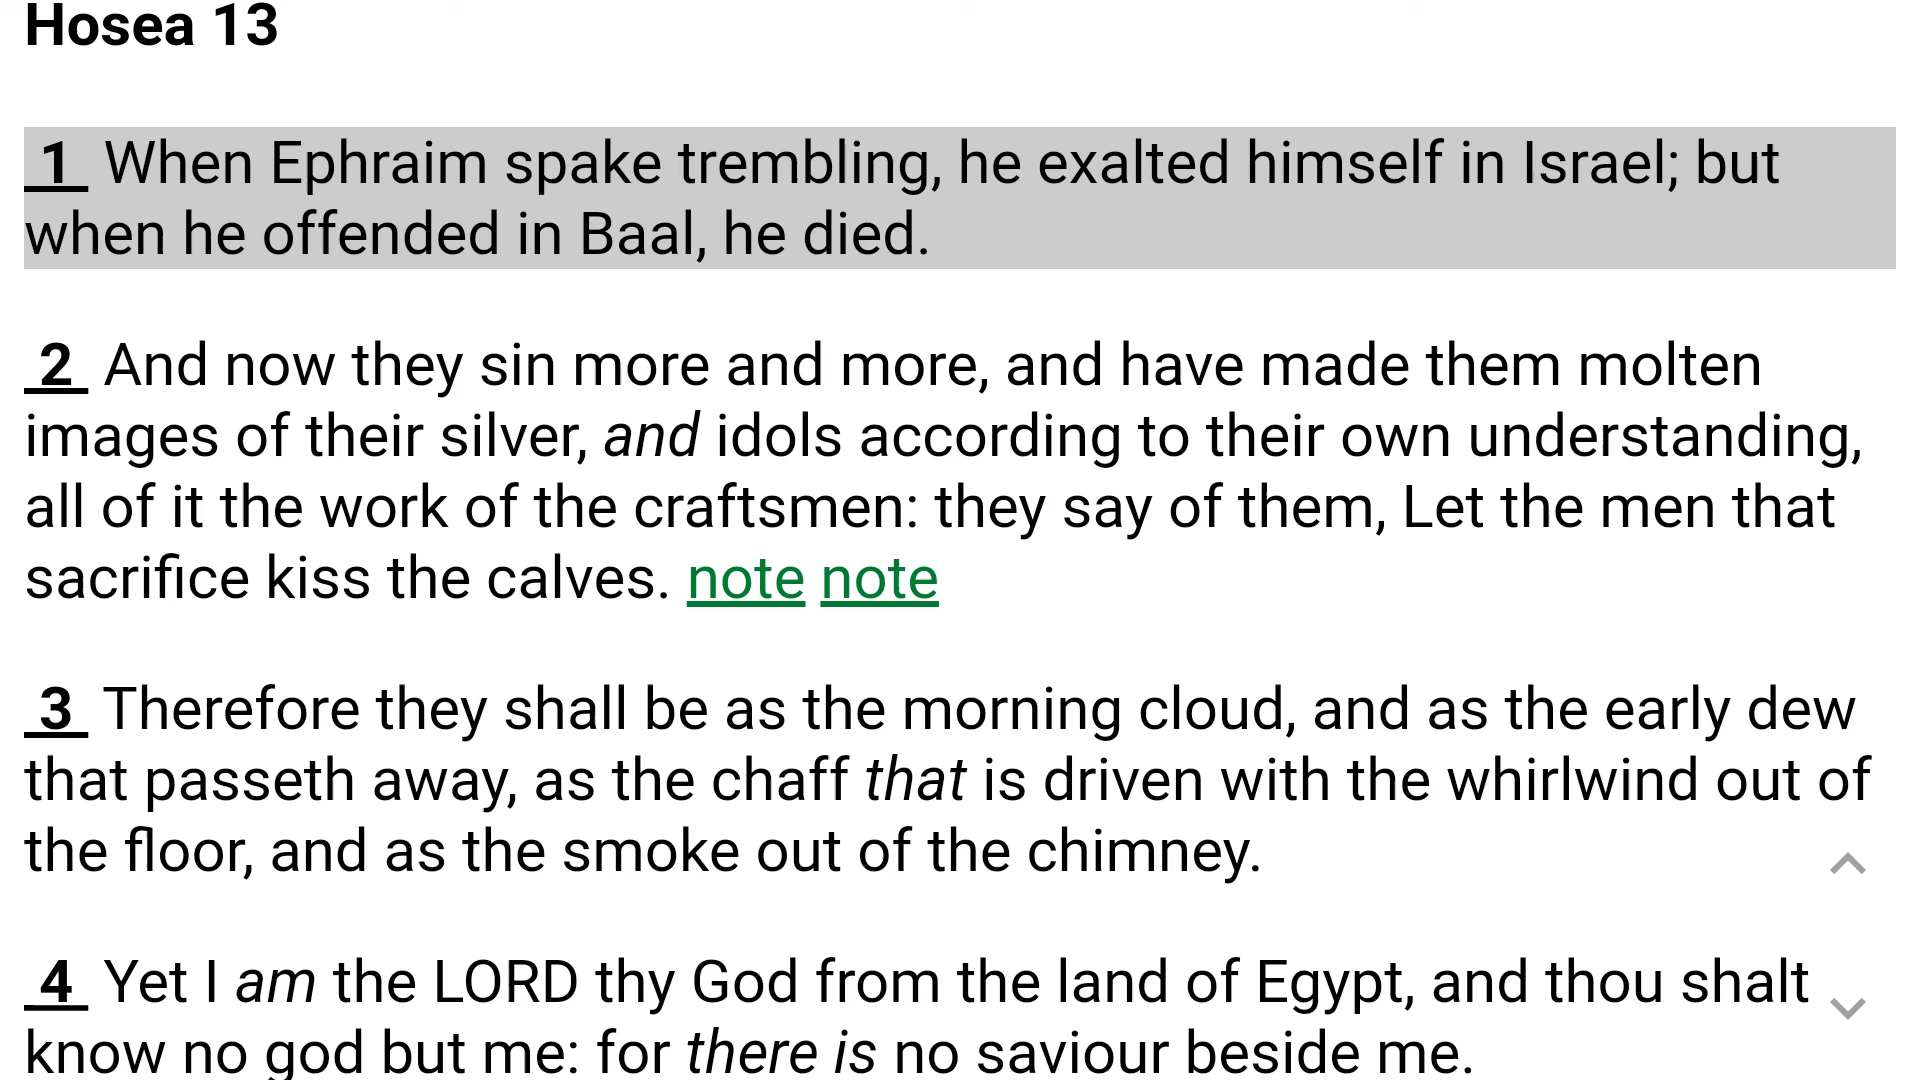 Hosea 13
1 When Ephraim spake trembling, he exalted himself in Israel; but
when he offended in Baal, he died.
2 And now they sin more and more, and have made them molten
images of their silver, and idols according to their own understanding,
all of it the work of the craftsmen: they say of them, Let the men that
sacrifice kiss the calves. note note
3 Therefore they shall be as the morning cloud, and as the early dew
that passeth away, as the chaff that is driven with the whirlwind out of
the floor, and as the smoke out of the chimney.
4 Yet I am the LORD thy God from the land of Egypt, and thou shalt
know no god but me: for there is no saviour beside me.